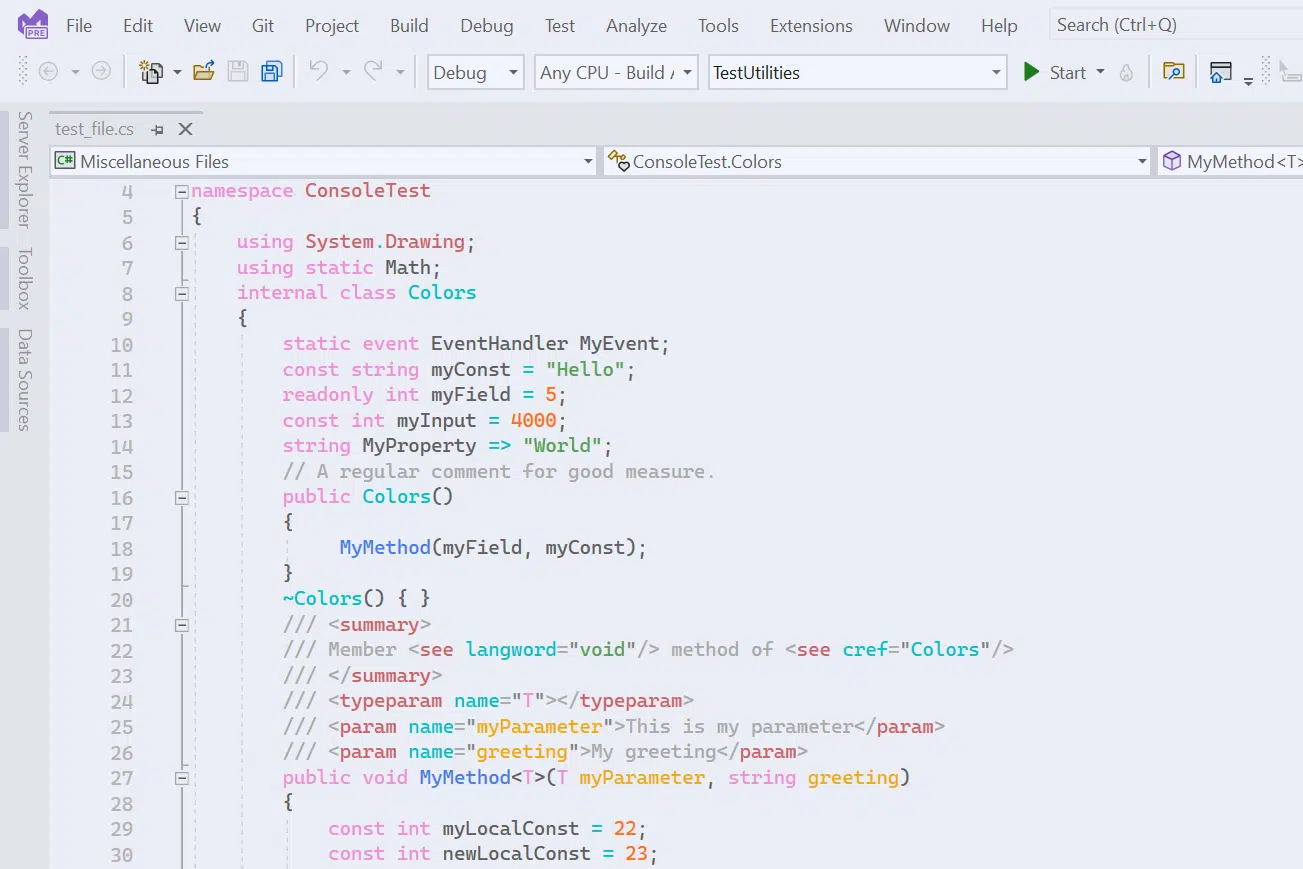 File Edit View Git Project Build Debug Test Analyze Tools Extensions Window Help Search (Ctrl+Q)
PRE
Debug Any CPU - Build TestUtilities Start
Server Explorer
Toolbox
Data Sources
test_file.cs
C# Miscellaneous Files ConsoleTest.Colors MyMethod<T>
4 namespace ConsoleTest
5 {
6 using System.Drawing;
7 using static Math;
8 internal class Colors
9 {
10 static event EventHandler MyEvent;
11 const string myConst = "Hello";
12 readonly int myField = 5;
13 const int myInput = 4000;
14 string MyProperty => "World";
15 // A regular comment for good measure.
16 public Colors()
17 {
18 MyMethod(myField, myConst);
19 }
20 ~Colors() { }
21 /// <summary>
22 /// Member <see langword="void"/> method of <see cref="Colors"/>
23 /// </summary>
24 /// <typeparam name="T"></typeparam>
25 /// <param name="myParameter">This is my parameter</param>
26 /// <param name="greeting">My greeting</param>
27 public void MyMethod<T>(T myParameter, string greeting)
28 {
29 const int myLocalConst = 22;
30 const int newLocalConst = 23;